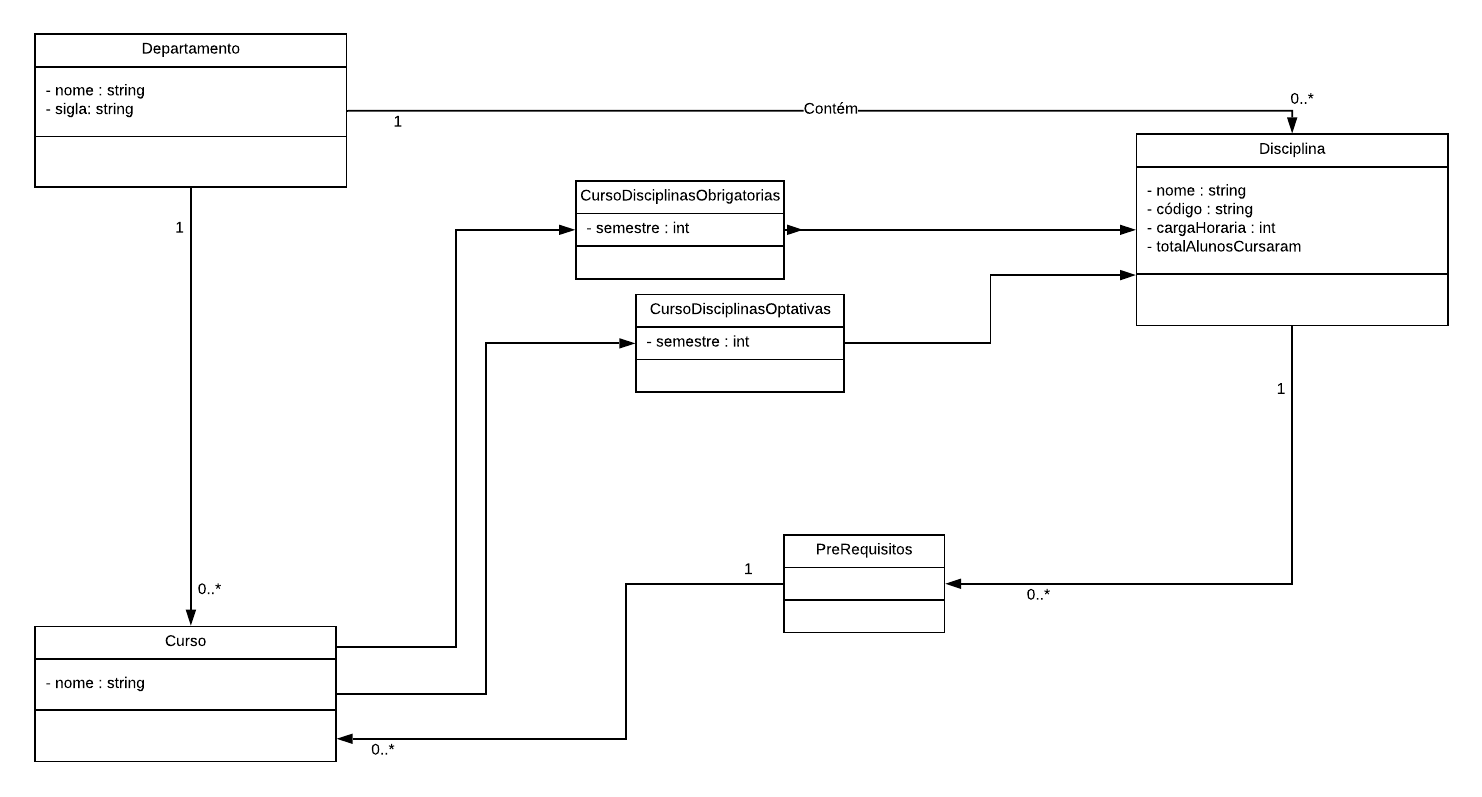 Departamento
- nome : string
- sigla: string
1
Contém
0..*
Disciplina
- nome : string
- código : string
- cargaHoraria : int
- totalAlunosCursaram
CursoDisciplinasObrigatorias
- semestre : int
1
CursoDisciplinasOptativas
- semestre : int
1
PreRequisitos
1
0..*
0..*
Curso
- nome : string
0..*